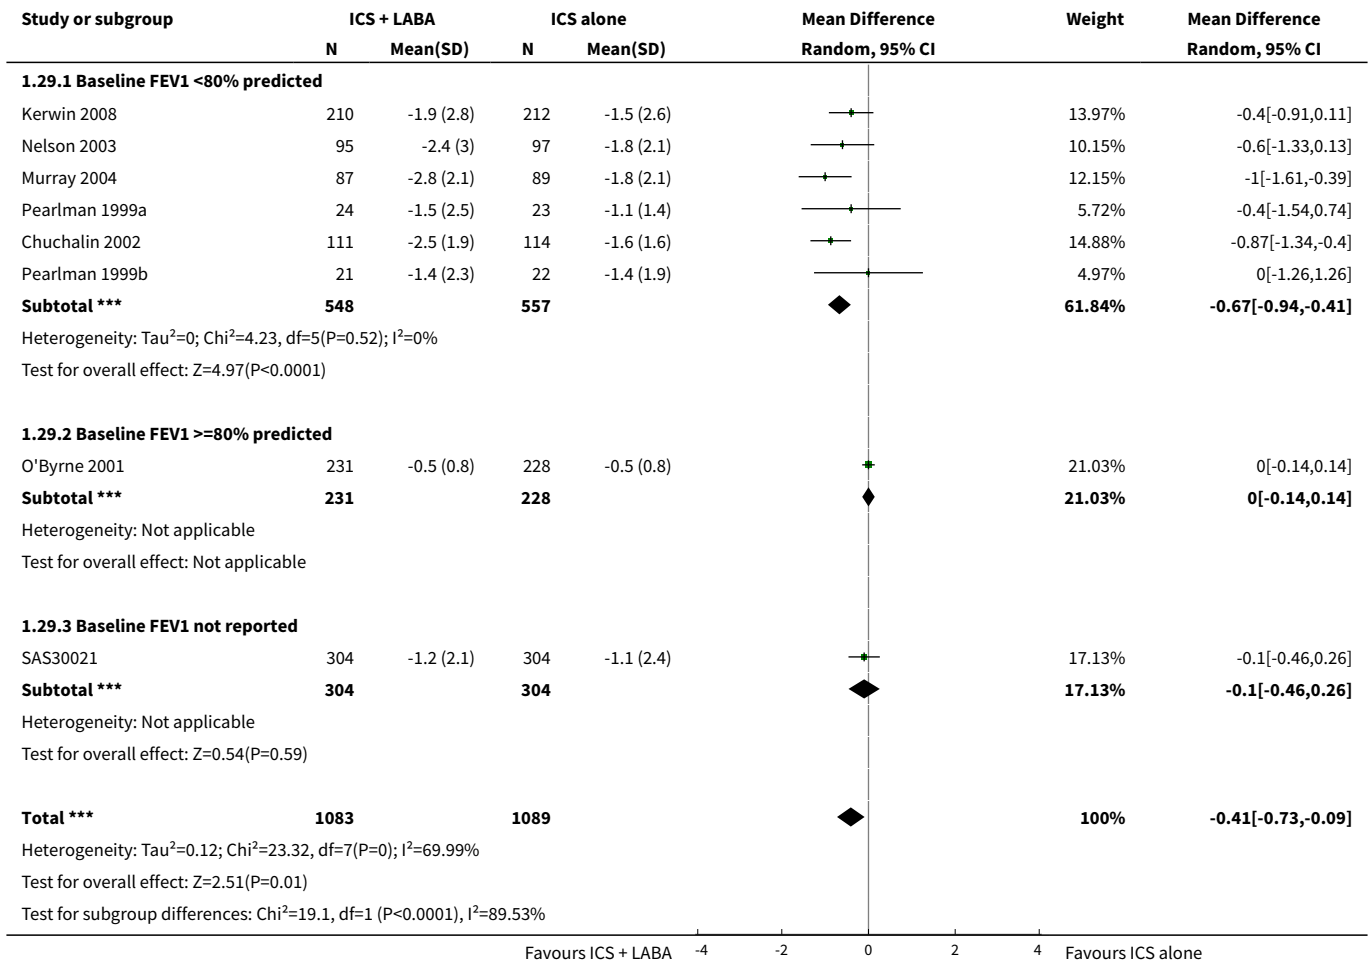 Study or subgroup ICS + LABA ICS alone Mean Difference Weight Mean Difference
N Mean(SD) N Mean(SD) Random, 95% CI Random, 95% CI
1.29.1 Baseline FEV1 <80% predicted
Kerwin 2008 210 -1.9 (2.8) 212 -1.5 (2.6) 13.97% -0.4[-0.91,0.11]
Nelson 2003 95 -2.4 (3) 97 -1.8 (2.1) 10.15% -0.6[-1.33,0.13]
Murray 2004 87 -2.8 (2.1) 89 -1.8 (2.1) 12.15% -1[-1.61,-0.39]
Pearlman 1999a 24 -1.5 (2.5) 23 -1.1 (1.4) 5.72% -0.4[-1.54,0.74]
Chuchalin 2002 111 -2.5 (1.9) 114 -1.6 (1.6) 14.88% -0.87[-1.34,-0.4]
Pearlman 1999b 21 -1.4 (2.3) 22 -1.4 (1.9) 4.97% 0[-1.26,1.26]
Subtotal *** 548 557 61.84% -0.67[-0.94,-0.41]
Heterogeneity: Tau²=0; Chi²=4.23, df=5(P=0.52); I²=0%
Test for overall effect: Z=4.97(P<0.0001)
1.29.2 Baseline FEV1 >=80% predicted
O'Byrne 2001 231 -0.5 (0.8) 228 -0.5 (0.8) 21.03% 0[-0.14,0.14]
Subtotal *** 231 228 21.03% 0[-0.14,0.14]
Heterogeneity: Not applicable
Test for overall effect: Not applicable
1.29.3 Baseline FEV1 not reported
SAS30021 304 -1.2 (2.1) 304 -1.1 (2.4) 17.13% -0.1[-0.46,0.26]
Subtotal *** 304 304 17.13% -0.1[-0.46,0.26]
Heterogeneity: Not applicable
Test for overall effect: Z=0.54(P=0.59)
Total *** 1083 1089 100% -0.41[-0.73,-0.09]
Heterogeneity: Tau²=0.12; Chi²=23.32, df=7(P=0); I²=69.99%
Test for overall effect: Z=2.51(P=0.01)
Test for subgroup differences: Chi²=19.1, df=1 (P<0.0001), I²=89.53%
Favours ICS + LABA -4 -2 0 2 4 Favours ICS alone